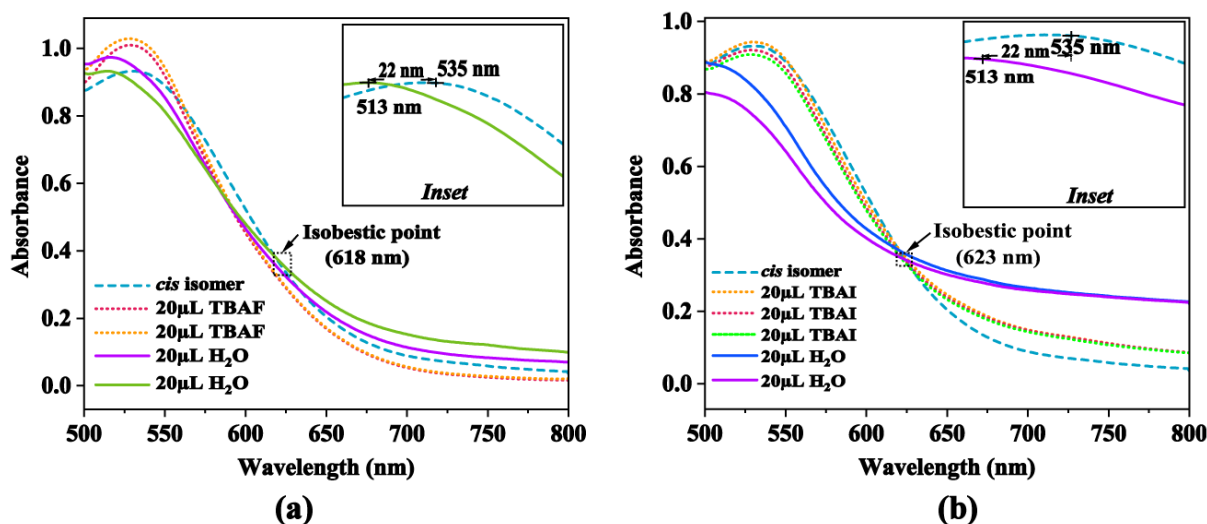 1.0
0.8
0.6
0.4
0.2
0.0
Absorbance
22 nm
535 nm
513 nm
Inset
Isobestic point
(618 nm)
cis isomer
20µL TBAF
20µL TBAF
20µL H₂O
20µL H₂O
500 550 600 650 700 750 800
Wavelength (nm)
(a)
1.0
0.8
0.6
0.4
0.2
0.0
Absorbance
22 nm
535 nm
513 nm
Inset
Isobestic point
(623 nm)
cis isomer
20µL TBAI
20µL TBAI
20µL TBAI
20µL H₂O
20µL H₂O
500 550 600 650 700 750 800
Wavelength (nm)
(b)